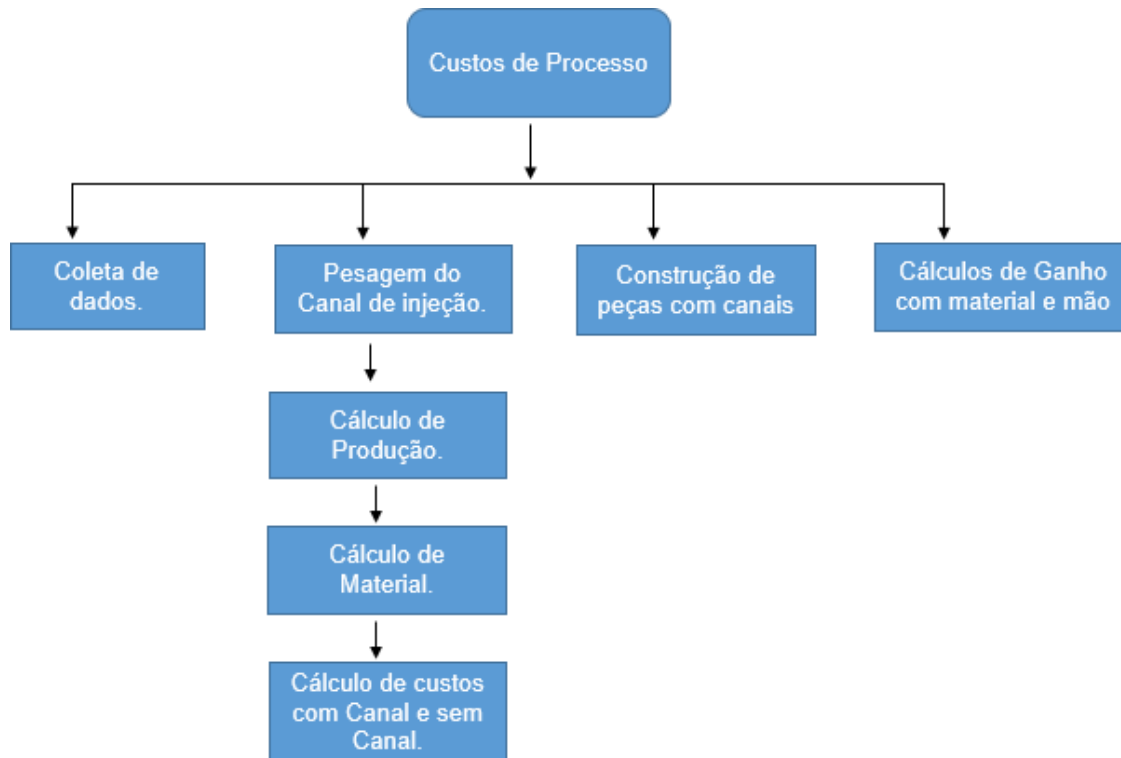 Custos de Processo
Coleta de
dados.
Pesagem do
Canal de injeção.
Construção de
peças com canais
Cálculos de Ganho
com material e mão
Cálculo de
Produção.
Cálculo de
Material.
Cálculo de custos
com Canal e sem
Canal.